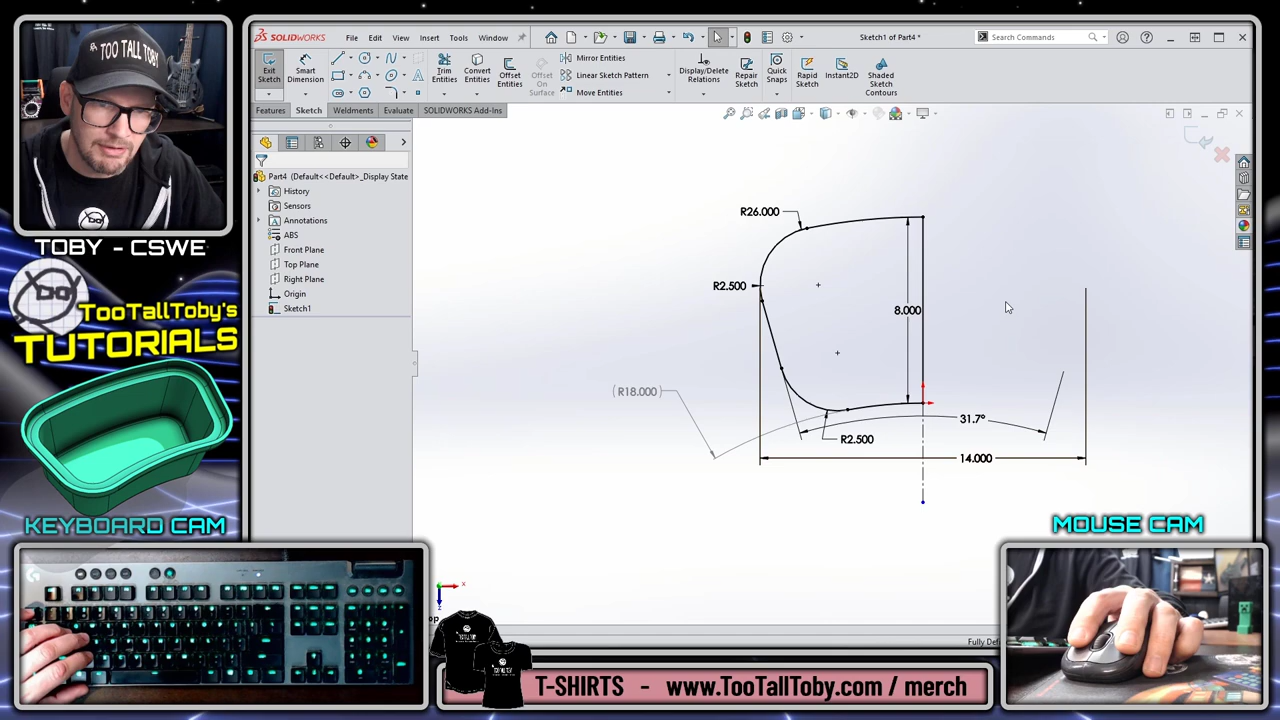 TOO TALL TOBY
TOBY - CSWE
TooTallToby's
TUTORIALS
KEYBOARD CAM
SOLIDWORKS
File
Edit
View
Insert
Tools
Window
Sketch1 of Part4 *
Search Commands
Exit Sketch
Smart Dimension
Trim Entities
Convert Entities
Offset Entities
Offset On Surface
Mirror Entities
Linear Sketch Pattern
Move Entities
Display/Delete Relations
Repair Sketch
Quick Snaps
Rapid Sketch
Instant2D
Shaded Sketch Contours
Features
Sketch
Weldments
Evaluate
SOLIDWORKS Add-Ins
Part4 (Default<<Default>_Display State
History
Sensors
Annotations
ABS
Front Plane
Top Plane
Right Plane
Origin
Sketch1
R26.000
R2.500
8.000
(R18.000)
31.7°
R2.500
14.000
Fully Def
MOUSE CAM
T-SHIRTS - www.TooTallToby.com / merch